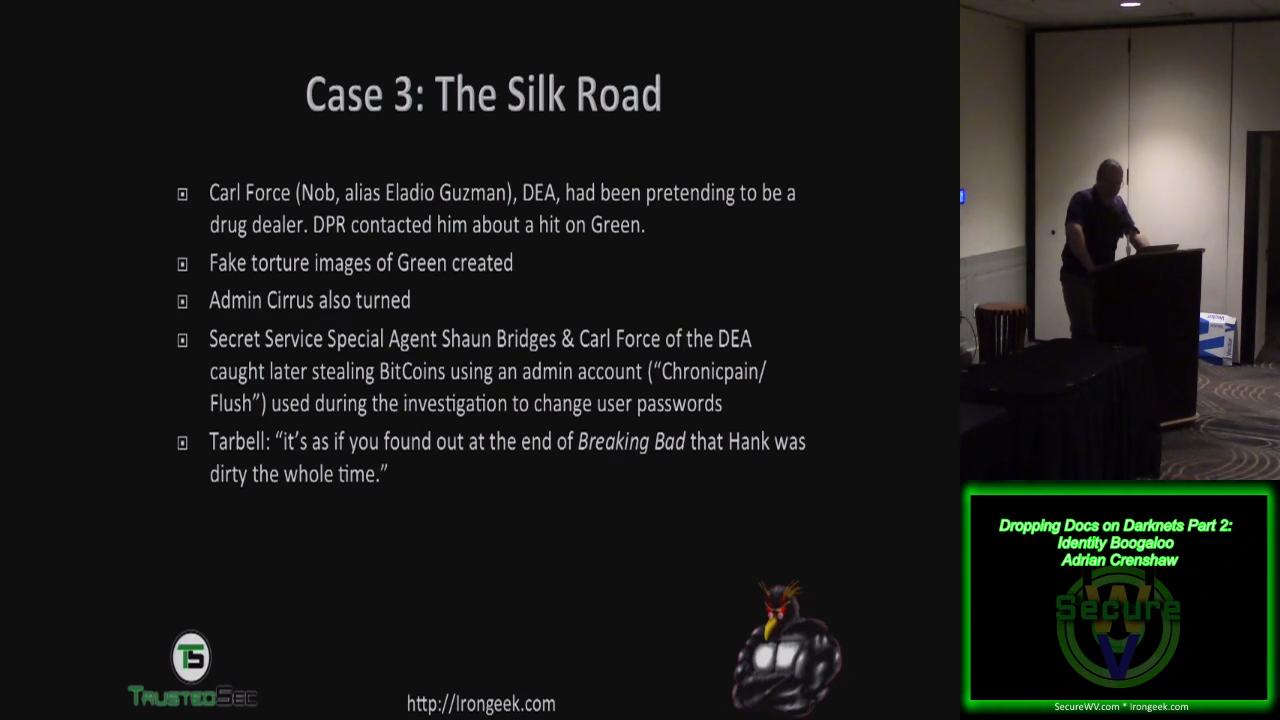 Case 3: The Silk Road
Carl Force (Nob, alias Eladio Guzman), DEA, had been pretending to be a
drug dealer. DPR contacted him about a hit on Green.
Fake torture images of Green created
Admin Cirrus also turned
Secret Service Special Agent Shaun Bridges & Carl Force of the DEA
caught later stealing BitCoins using an admin account (“Chronicpain/
Flush”) used during the investigation to change user passwords
Tarbell: “it’s as if you found out at the end of Breaking Bad that Hank was
dirty the whole time.”
TS
TRUSTEDSEC
http://Irongeek.com
Dropping Docs on Darknets Part 2:
Identity Boogaloo
Adrian Crenshaw
Secure
W
V
SecureWV.com * Irongeek.com